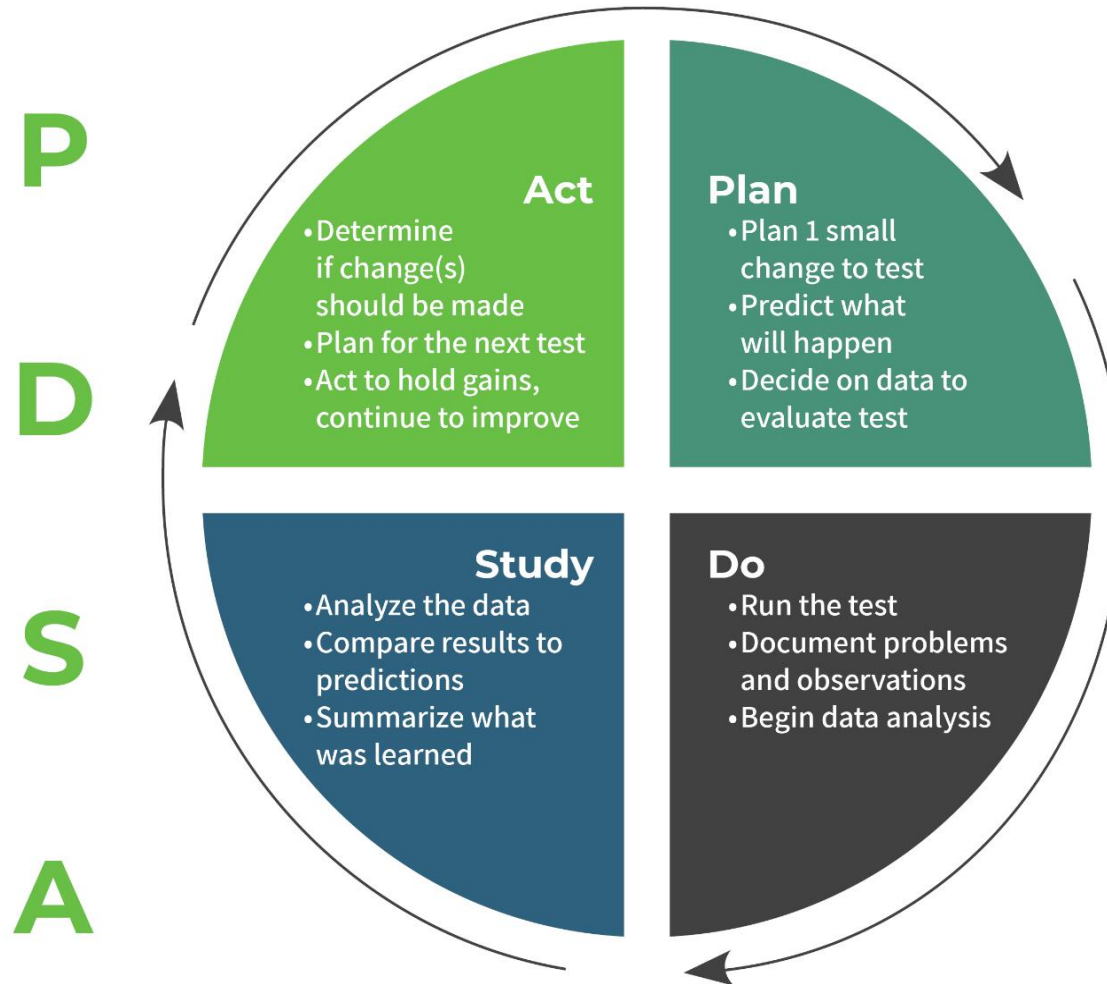 P
D
S
A
Act
•Determine
if change(s)
should be made
•Plan for the next test
•Act to hold gains,
continue to improve
Plan
•Plan 1 small
change to test
•Predict what
will happen
•Decide on data to
evaluate test
Study
•Analyze the data
•Compare results to
predictions
•Summarize what
was learned
Do
•Run the test
•Document problems
and observations
•Begin data analysis